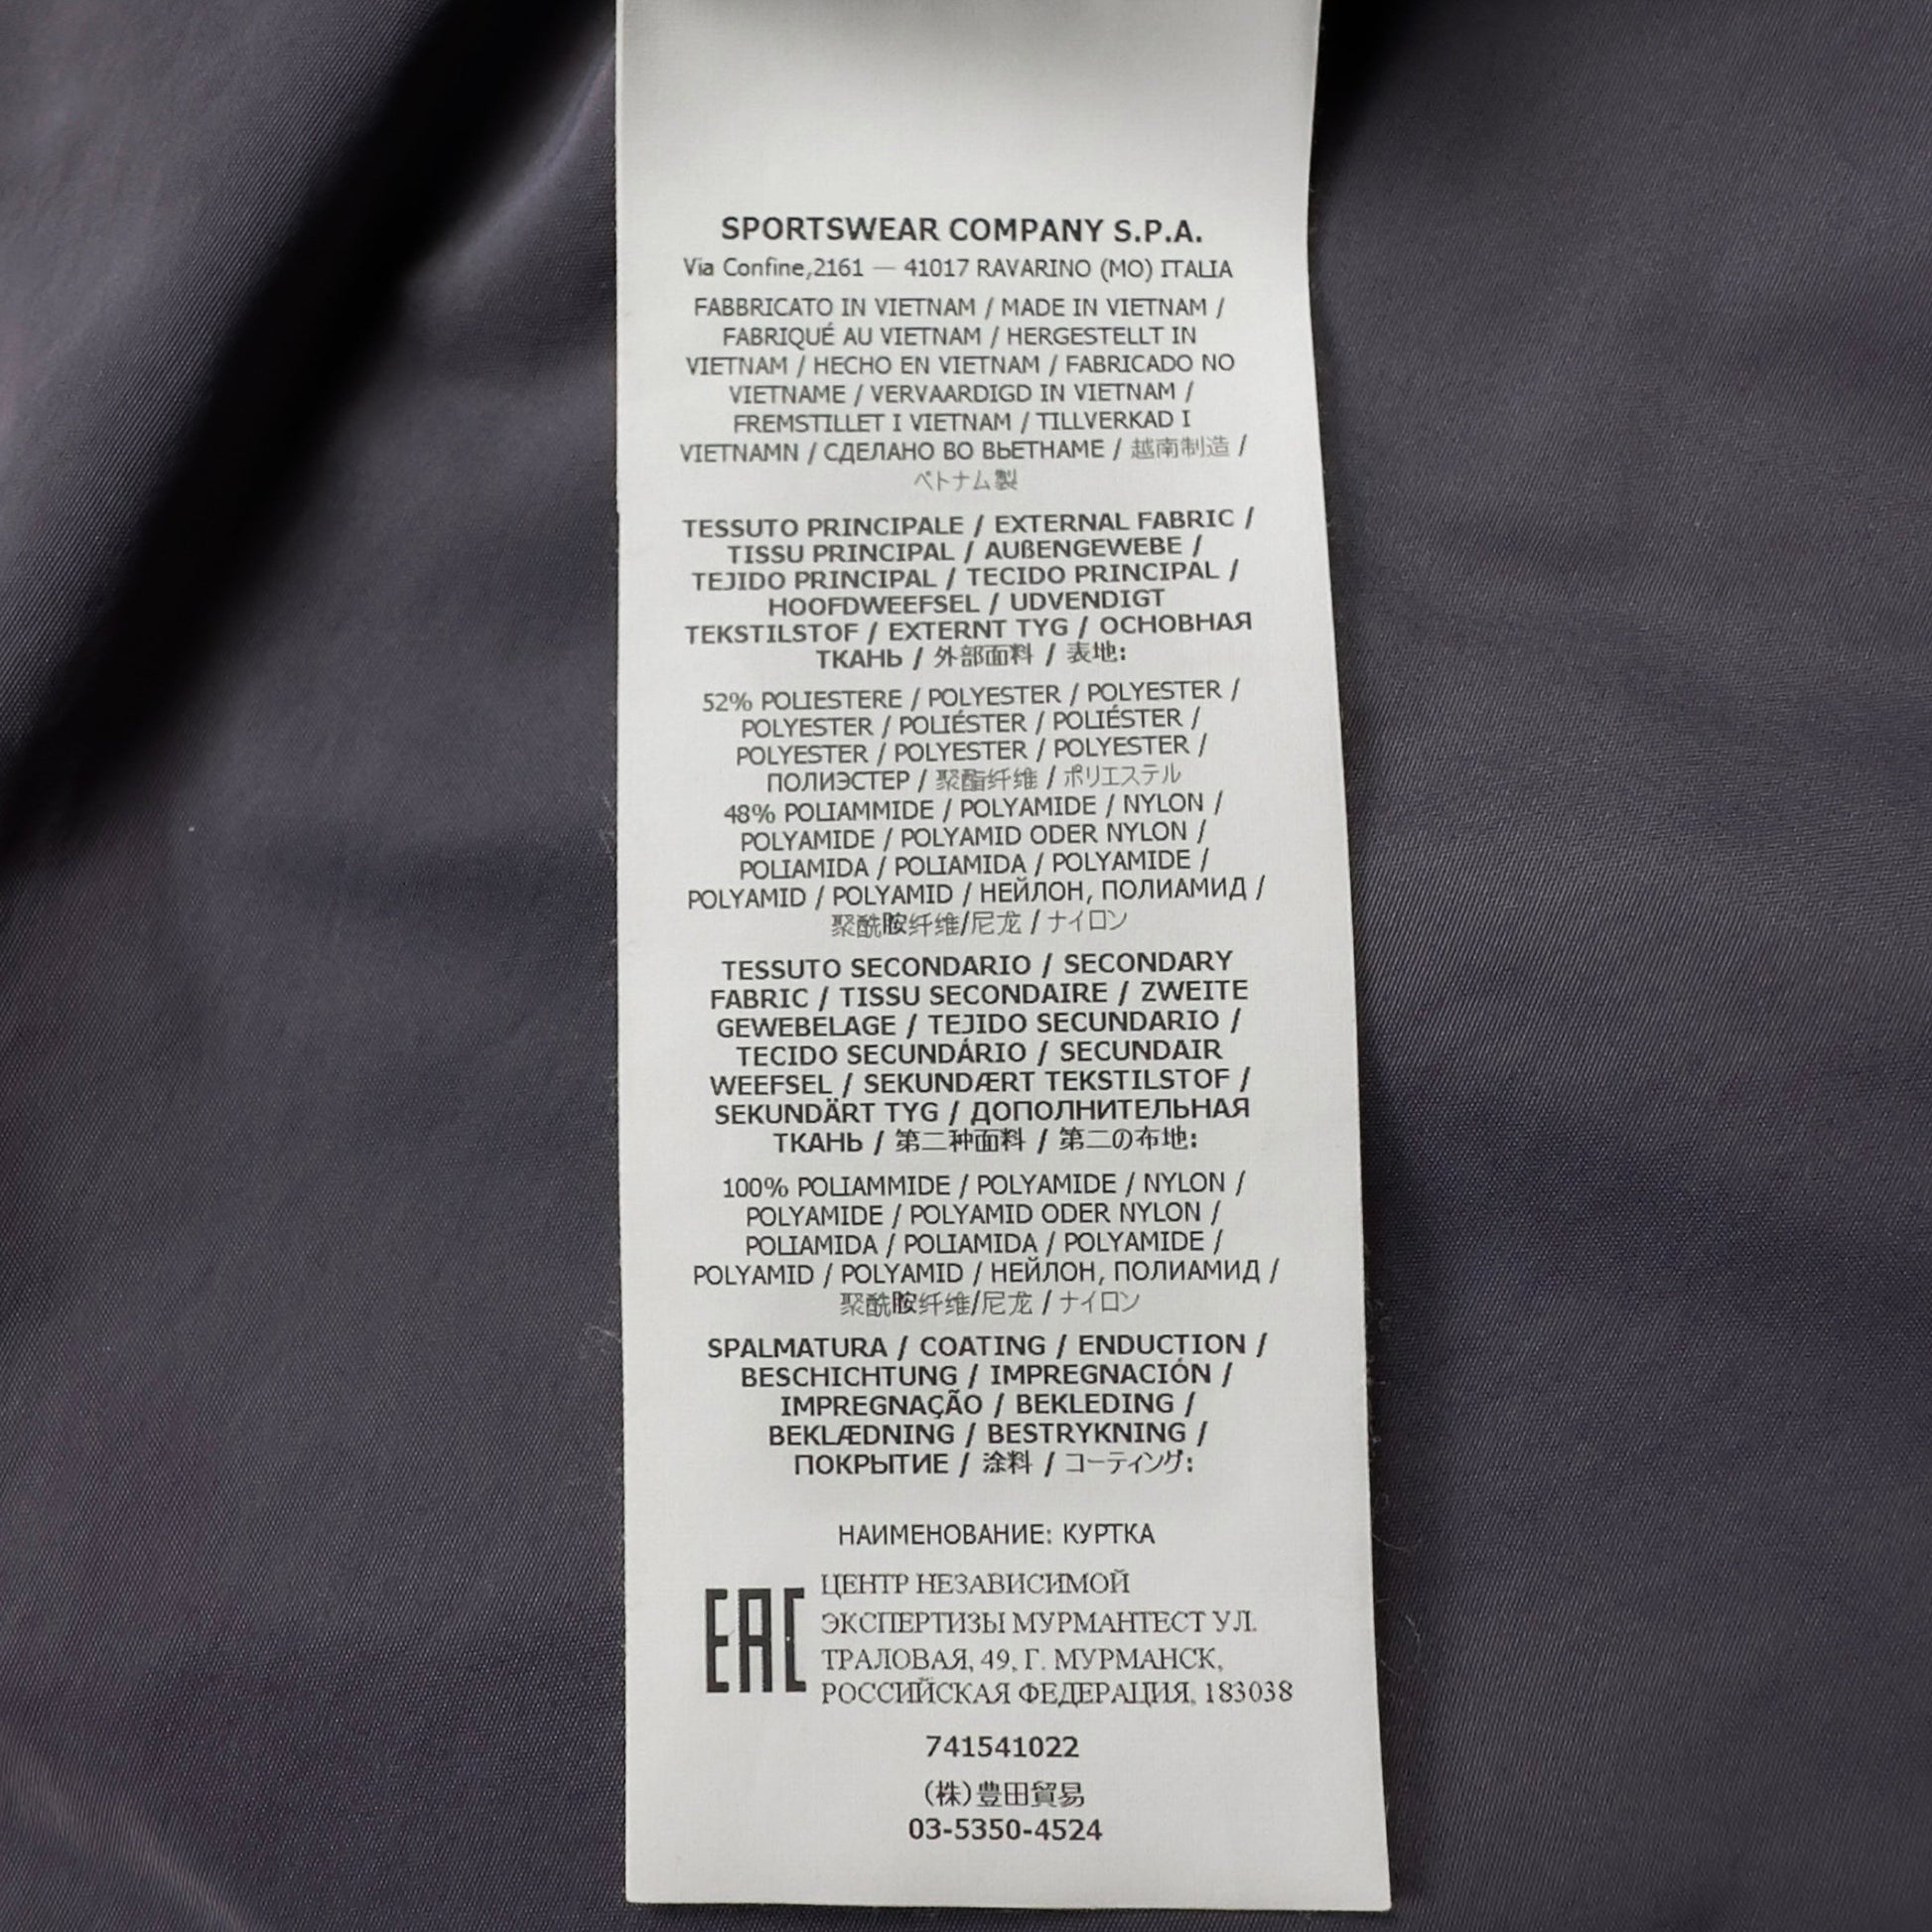 SPORTSWEAR COMPANY S.P.A.
Via Confine,2161 — 41017 RAVARINO (MO) ITALIA
FABBRICATO IN VIETNAM / MADE IN VIETNAM /
FABRIQUÉ AU VIETNAM / HERGESTELLT IN
VIETNAM / HECHO EN VIETNAM / FABRICADO NO
VIETNAME / VERVAARDIGD IN VIETNAM /
FREMSTILLET I VIETNAM / TILLVERKAD I
VIETNAMN / СДЕЛАНО ВО ВЬЕТНАМЕ / 越南制造 /
ベトナム製
TESSUTO PRINCIPALE / EXTERNAL FABRIC /
TISSU PRINCIPAL / AUßENGEWEBE /
TEJIDO PRINCIPAL / TECIDO PRINCIPAL /
HOOFDWEEFSEL / UDVENDIGT
TEKSTILSTOF / EXTERNT TYG / ОСНОВНАЯ
ТКАНЬ / 外部面料 / 表地:
52% POLIESTERE / POLYESTER / POLYESTER /
POLYESTER / POLIÉSTER / POLIÉSTER /
POLYESTER / POLYESTER / POLYESTER /
ПОЛИЭСТЕР / 聚酯纤维 / ポリエステル
48% POLIAMMIDE / POLYAMIDE / NYLON /
POLYAMIDE / POLYAMID ODER NYLON /
POLIAMIDA / POLIAMIDA / POLYAMIDE /
POLYAMID / POLYAMID / НЕЙЛОН, ПОЛИАМИД /
聚酰胺纤维/尼龙 / ナイロン
TESSUTO SECONDARIO / SECONDARY
FABRIC / TISSU SECONDAIRE / ZWEITE
GEWEBELAGE / TEJIDO SECUNDARIO /
TECIDO SECUNDÁRIO / SECUNDAIR
WEEFSEL / SEKUNDÆRT TEKSTILSTOF /
SEKUNDÄRT TYG / ДОПОЛНИТЕЛЬНАЯ
ТКАНЬ / 第二种面料 / 第二の布地:
100% POLIAMMIDE / POLYAMIDE / NYLON /
POLYAMIDE / POLYAMID ODER NYLON /
POLIAMIDA / POLIAMIDA / POLYAMIDE /
POLYAMID / POLYAMID / НЕЙЛОН, ПОЛИАМИД /
聚酰胺纤维/尼龙 / ナイロン
SPALMATURA / COATING / ENDUCTION /
BESCHICHTUNG / IMPREGNACIÓN /
IMPREGNAÇÃO / BEKLEDING /
BEKLÆDNING / BESTRYKNING /
ПОКРЫТИЕ / 涂料 / コーティング:
НАИМЕНОВАНИЕ: КУРТКА
EAC
ЦЕНТР НЕЗАВИСИМОЙ
ЭКСПЕРТИЗЫ МУРМАНТЕСТ УЛ.
ТРАЛОВАЯ, 49, Г. МУРМАНСК,
РОССИЙСКАЯ ФЕДЕРАЦИЯ, 183038
741541022
(株)豊田貿易
03-5350-4524